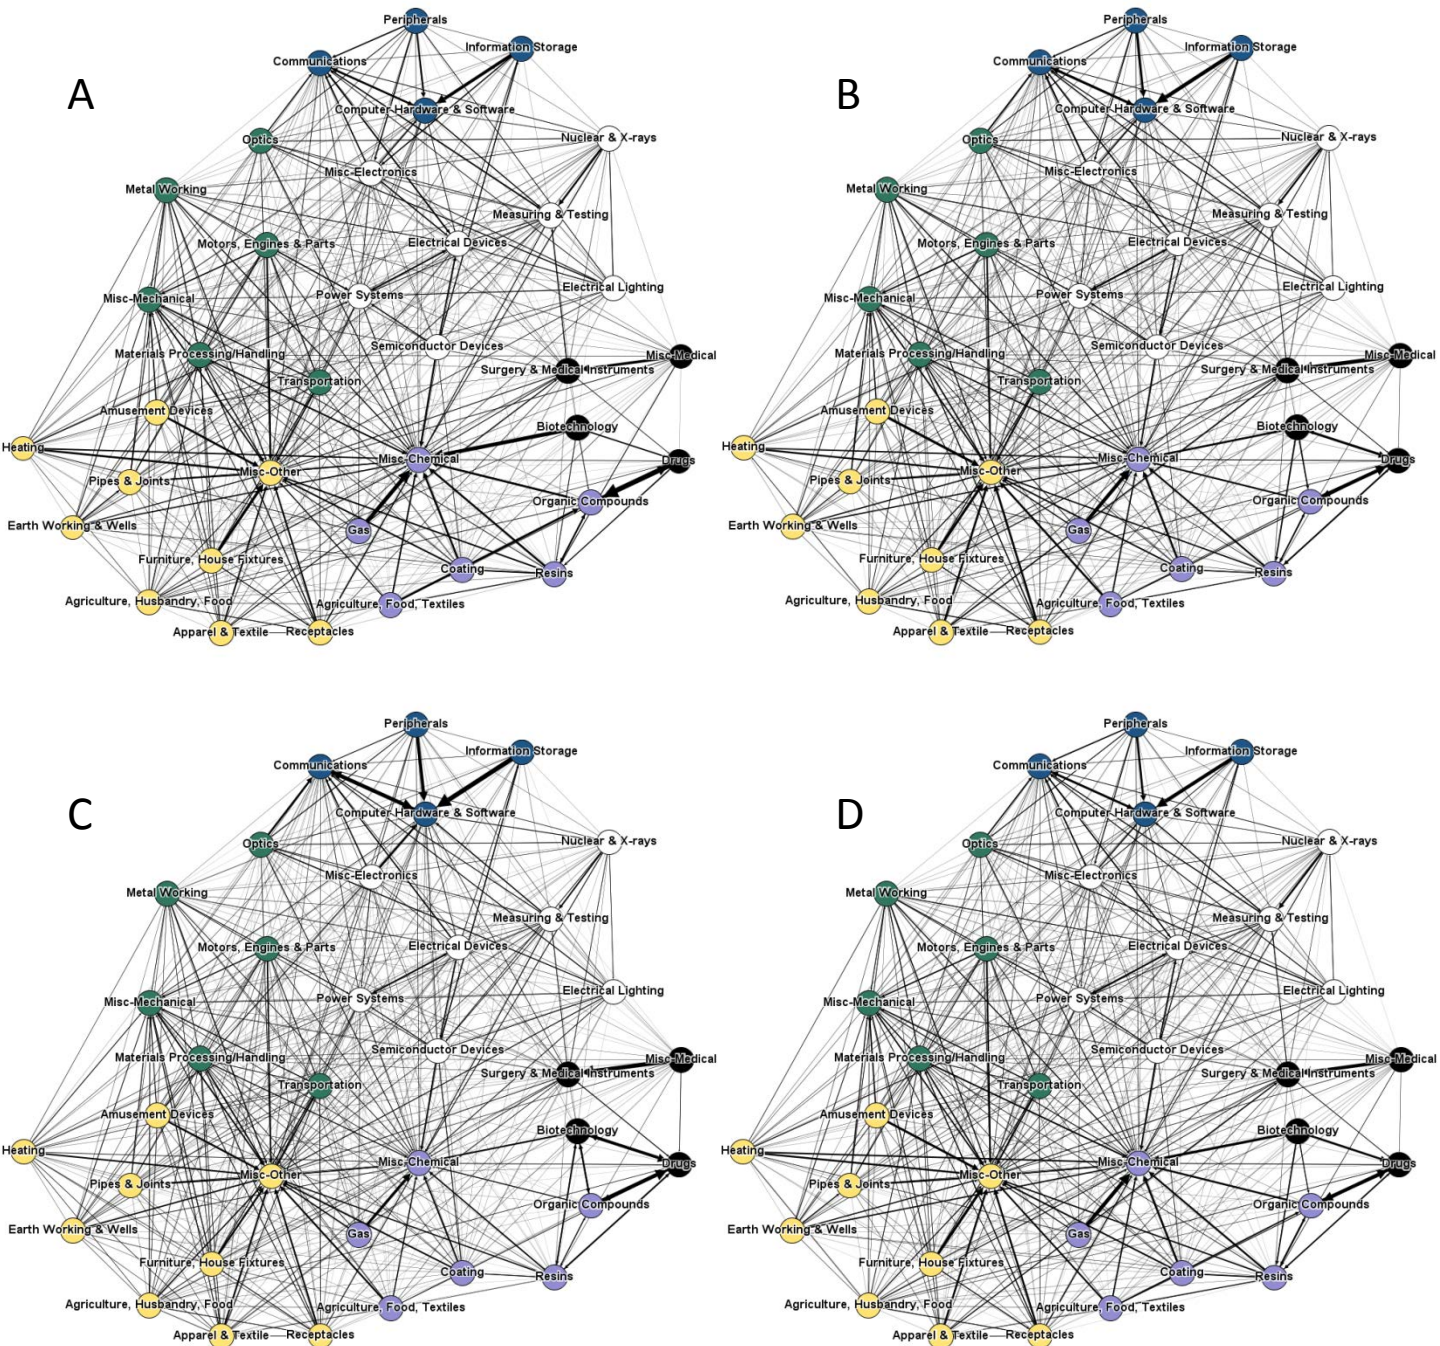 A
Peripherals
Information Storage
Communications
Computer Hardware & Software
Nuclear & X-rays
Optics
Misc-Electronics
Metal Working
Measuring & Testing
Motors, Engines & Parts
Electrical Devices
Electrical Lighting
Power Systems
Misc-Mechanical
Semiconductor Devices
Materials Processing/Handling
Misc-Medical
Surgery & Medical Instruments
Transportation
Amusement Devices
Biotechnology
Heating
Misc-Chemical
Drugs
Misc-Other
Pipes & Joints
Organic Compounds
Earth Working & Wells
Gas
Furniture, House Fixtures
Coating
Resins
Agriculture, Husbandry, Food
Agriculture, Food, Textiles
Apparel & Textile
Receptacles
B
Peripherals
Information Storage
Communications
Computer Hardware & Software
Nuclear & X-rays
Optics
Misc-Electronics
Metal Working
Measuring & Testing
Motors, Engines & Parts
Electrical Devices
Electrical Lighting
Power Systems
Misc-Mechanical
Semiconductor Devices
Materials Processing/Handling
Misc-Medical
Surgery & Medical Instruments
Transportation
Amusement Devices
Biotechnology
Heating
Misc-Chemical
Drugs
Misc-Other
Pipes & Joints
Organic Compounds
Earth Working & Wells
Gas
Furniture, House Fixtures
Coating
Resins
Agriculture, Husbandry, Food
Agriculture, Food, Textiles
Apparel & Textile
Receptacles
C
Peripherals
Information Storage
Communications
Computer Hardware & Software
Nuclear & X-rays
Optics
Misc-Electronics
Metal Working
Measuring & Testing
Motors, Engines & Parts
Electrical Devices
Electrical Lighting
Power Systems
Misc-Mechanical
Semiconductor Devices
Materials Processing/Handling
Misc-Medical
Surgery & Medical Instruments
Transportation
Amusement Devices
Biotechnology
Heating
Misc-Chemical
Drugs
Misc-Other
Pipes & Joints
Organic Compounds
Earth Working & Wells
Gas
Furniture, House Fixtures
Coating
Resins
Agriculture, Husbandry, Food
Agriculture, Food, Textiles
Apparel & Textile
Receptacles
D
Peripherals
Information Storage
Communications
Computer Hardware & Software
Nuclear & X-rays
Optics
Misc-Electronics
Metal Working
Measuring & Testing
Motors, Engines & Parts
Electrical Devices
Electrical Lighting
Power Systems
Misc-Mechanical
Semiconductor Devices
Materials Processing/Handling
Misc-Medical
Surgery & Medical Instruments
Transportation
Amusement Devices
Biotechnology
Heating
Misc-Chemical
Drugs
Misc-Other
Pipes & Joints
Organic Compounds
Earth Working & Wells
Gas
Furniture, House Fixtures
Coating
Resins
Agriculture, Husbandry, Food
Agriculture, Food, Textiles
Apparel & Textile
Receptacles